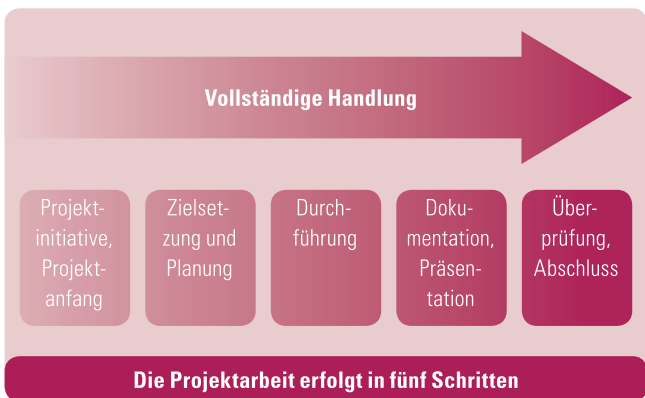 Vollständige Handlung
Projekt-
initiative,
Projekt-
anfang
Zielset-
zung und
Planung
Durch-
führung
Doku-
mentation,
Präsen-
tation
Über-
prüfung,
Abschluss
Die Projektarbeit erfolgt in fünf Schritten